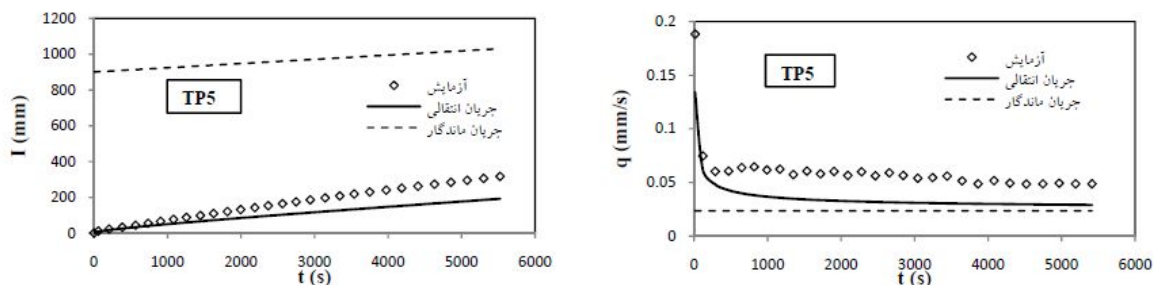 1200
1000
800
600
400
200
0
I (mm)
TP5
آزمایش
جریان انتقالی
جریان ماندگار
0 1000 2000 3000 4000 5000 6000
t (s)
0.2
0.15
0.1
0.05
0
q (mm/s)
TP5
آزمایش
جریان انتقالی
جریان ماندگار
0 1000 2000 3000 4000 5000 6000
t (s)